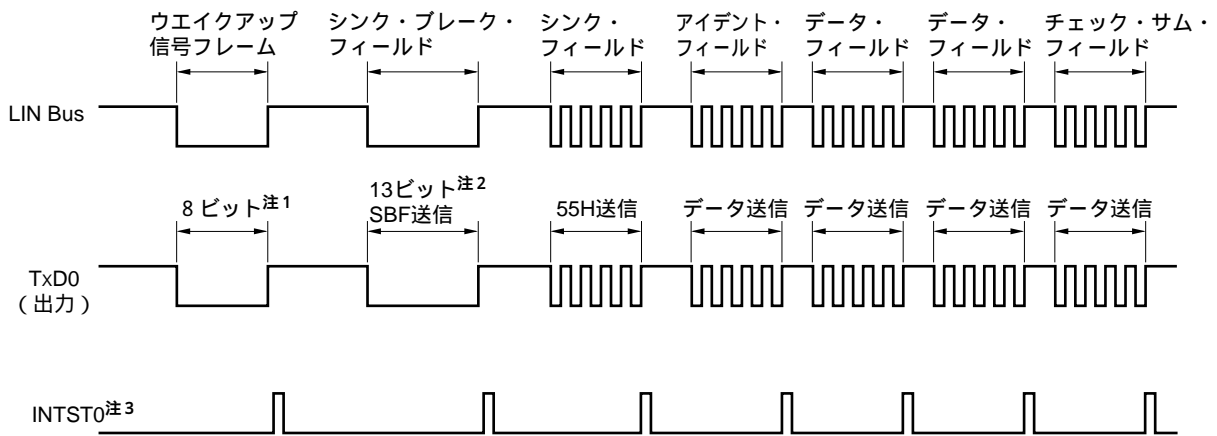 ウエイクアップ
信号フレーム
シンク・ブレーク・
フィールド
シンク・
フィールド
アイデント・
フィールド
データ・
フィールド
データ・
フィールド
チェック・サム・
フィールド
LIN Bus
8 ビット注1
13ビット注2
SBF送信
55H送信
データ送信
データ送信
データ送信
データ送信
TxD0
(出力)
INTST0注3